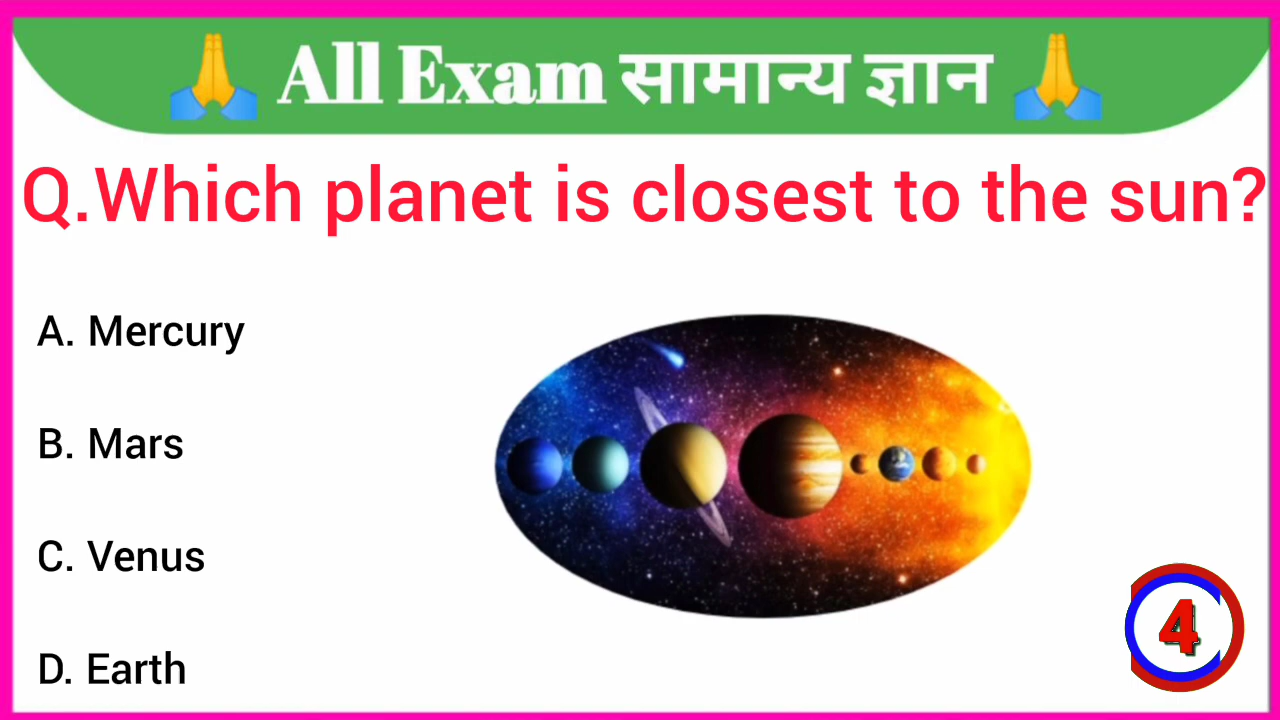 All Exam सामान्य ज्ञान
Q.Which planet is closest to the sun?
A. Mercury
B. Mars
C. Venus
D. Earth
4